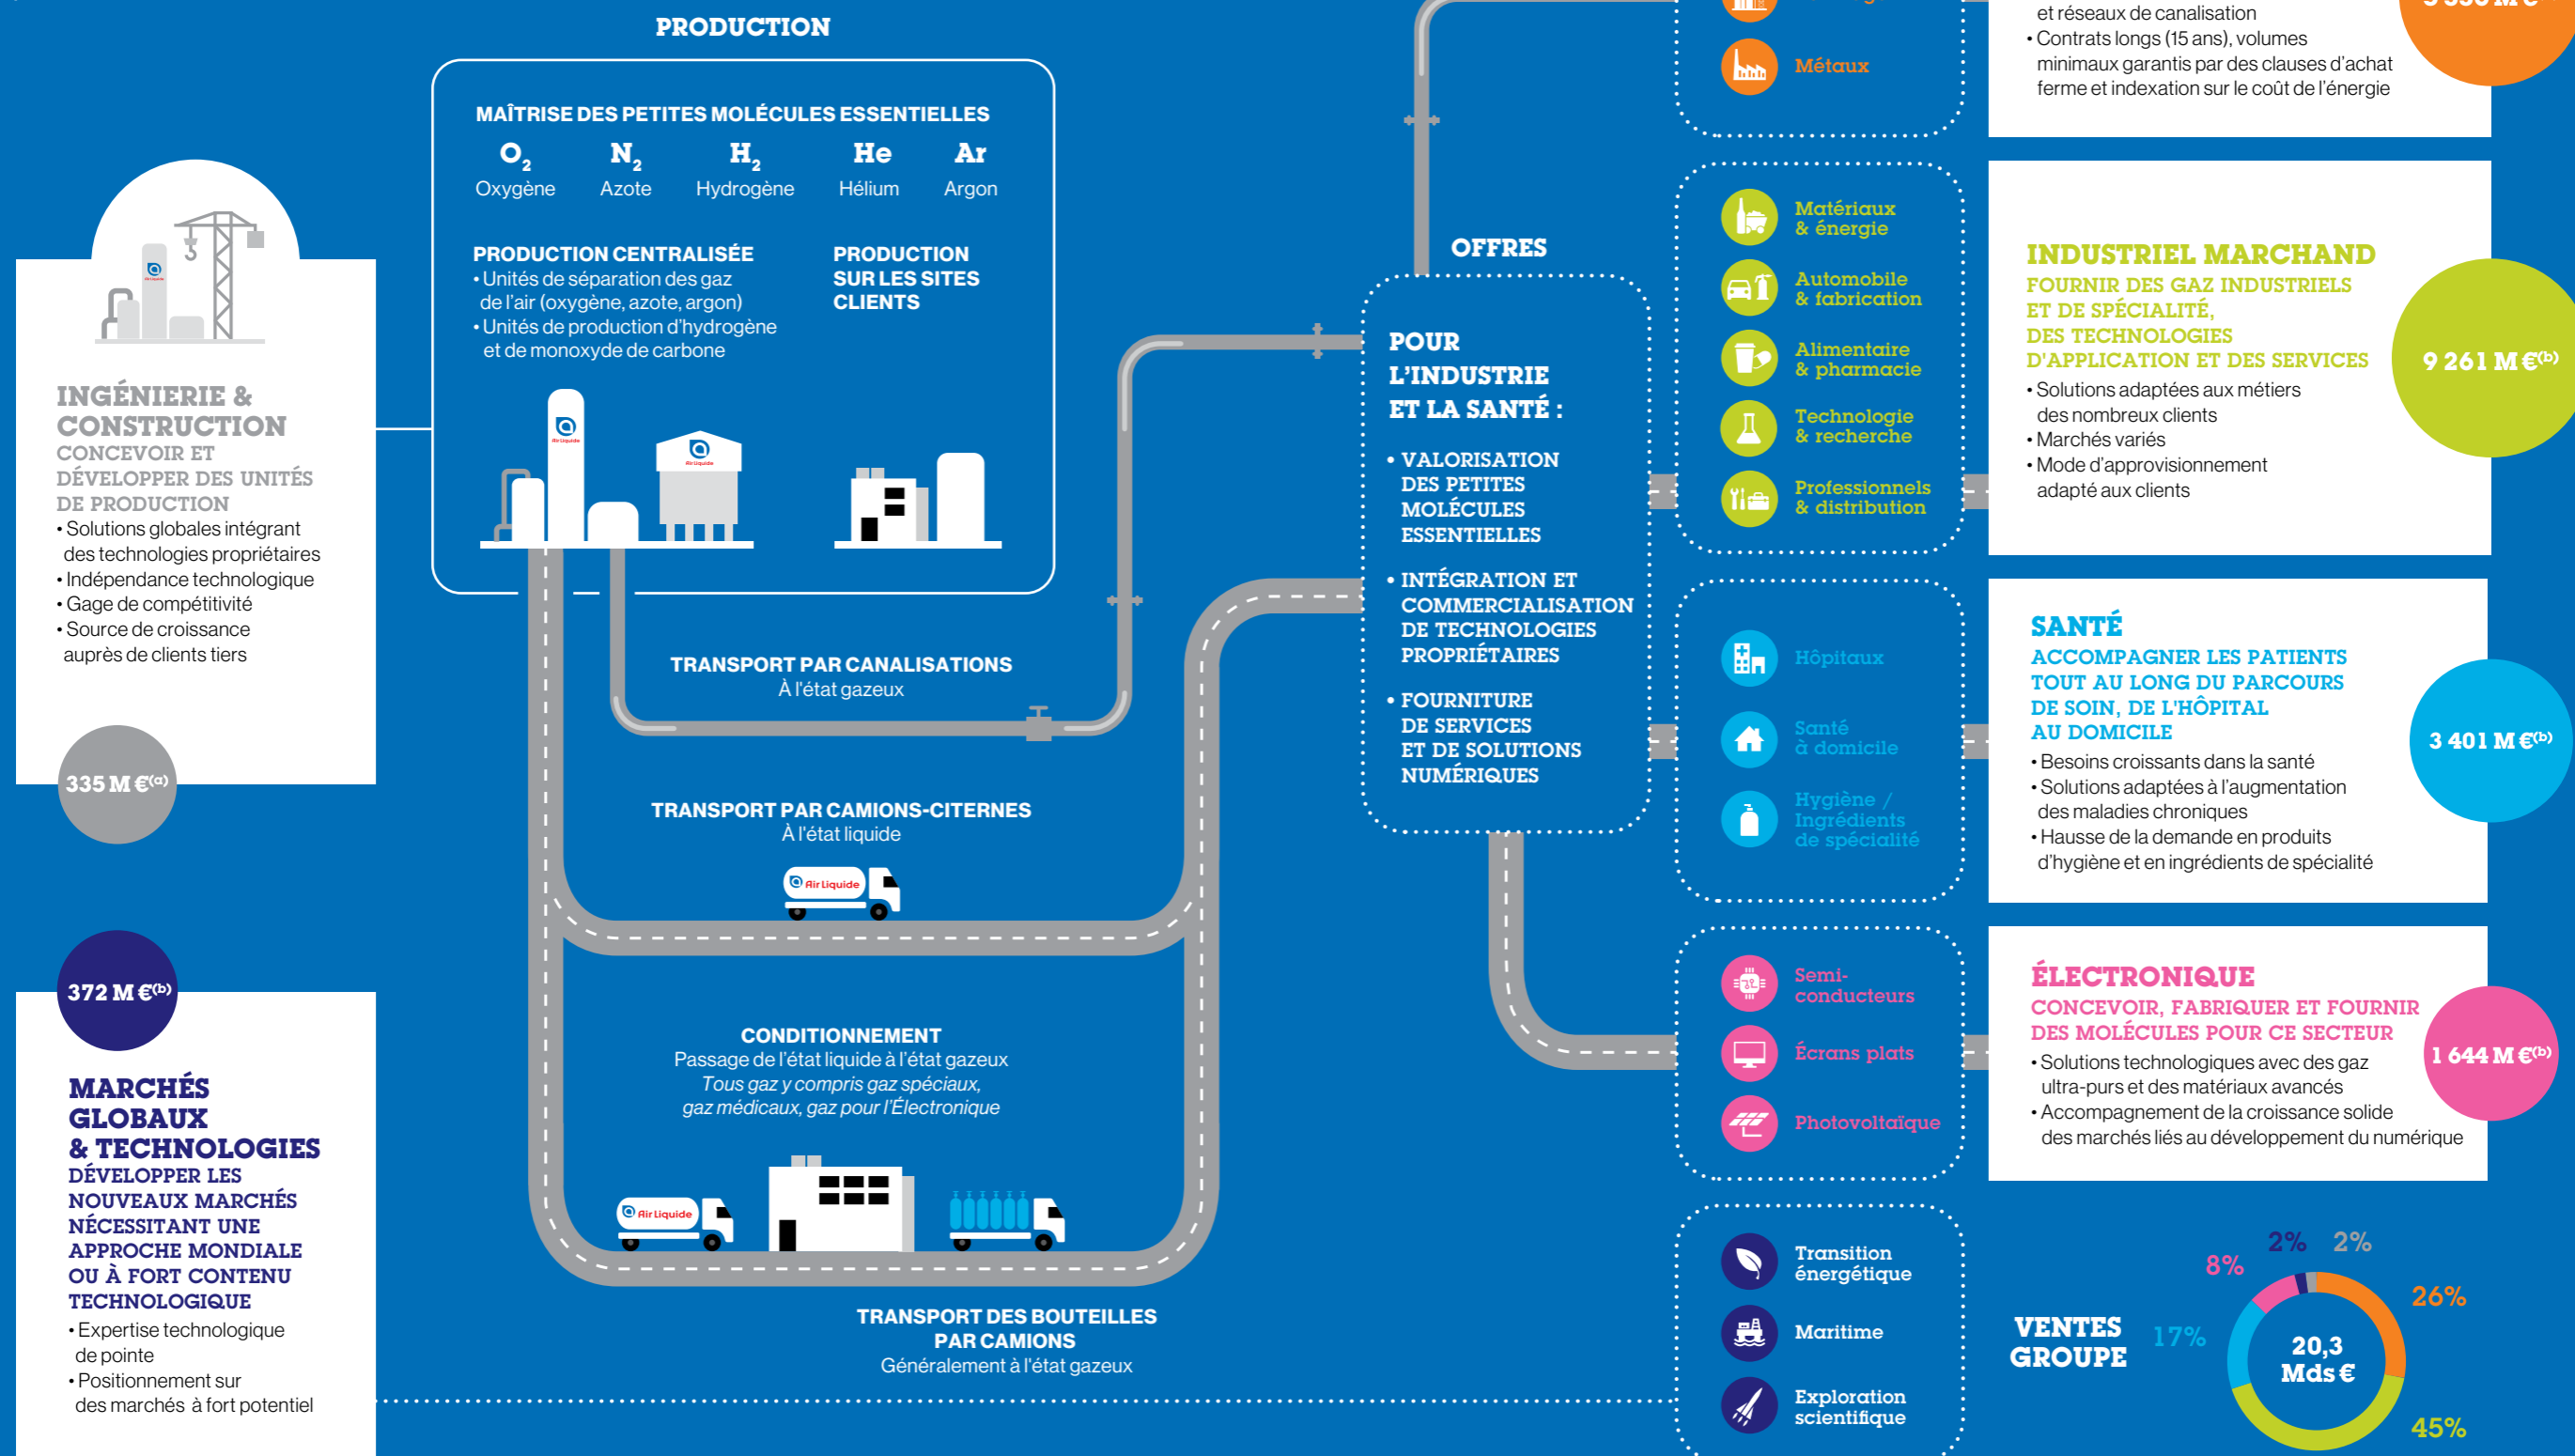 PRODUCTION
MAÎTRISE DES PETITES MOLÉCULES ESSENTIELLES
O2 N2 H2 He Ar
Oxygène Azote Hydrogène Hélium Argon
PRODUCTION CENTRALISÉE
• Unités de séparation des gaz
de l'air (oxygène, azote, argon)
• Unités de production d'hydrogène
et de monoxyde de carbone
PRODUCTION
SUR LES SITES
CLIENTS
Air Liquide
Air Liquide
Air Liquide
INGÉNIERIE &
CONSTRUCTION
CONCEVOIR ET
DÉVELOPPER DES UNITÉS
DE PRODUCTION
• Solutions globales intégrant
des technologies propriétaires
• Indépendance technologique
• Gage de compétitivité
• Source de croissance
auprès de clients tiers
335 M €(a)
372 M €(b)
MARCHÉS
GLOBAUX
& TECHNOLOGIES
DÉVELOPPER LES
NOUVEAUX MARCHÉS
NÉCESSITANT UNE
APPROCHE MONDIALE
OU À FORT CONTENU
TECHNOLOGIQUE
• Expertise technologique
de pointe
• Positionnement sur
des marchés à fort potentiel
TRANSPORT PAR CANALISATIONS
À l'état gazeux
TRANSPORT PAR CAMIONS-CITERNES
À l'état liquide
Air Liquide
CONDITIONNEMENT
Passage de l'état liquide à l'état gazeux
Tous gaz y compris gaz spéciaux,
gaz médicaux, gaz pour l'Électronique
Air Liquide
TRANSPORT DES BOUTEILLES
PAR CAMIONS
Généralement à l'état gazeux
OFFRES
POUR
L'INDUSTRIE
ET LA SANTÉ :
• VALORISATION
DES PETITES
MOLÉCULES
ESSENTIELLES
• INTÉGRATION ET
COMMERCIALISATION
DE TECHNOLOGIES
PROPRIÉTAIRES
• FOURNITURE
DE SERVICES
ET DE SOLUTIONS
NUMÉRIQUES
Métaux
et réseaux de canalisation
• Contrats longs (15 ans), volumes
minimaux garantis par des clauses d'achat
ferme et indexation sur le coût de l'énergie
Matériaux
& énergie
Automobile
& fabrication
Alimentaire
& pharmacie
Technologie
& recherche
Professionnels
& distribution
INDUSTRIEL MARCHAND
FOURNIR DES GAZ INDUSTRIELS
ET DE SPÉCIALITÉ,
DES TECHNOLOGIES
D'APPLICATION ET DES SERVICES
• Solutions adaptées aux métiers
des nombreux clients
• Marchés variés
• Mode d'approvisionnement
adapté aux clients
9 261 M €(b)
Hôpitaux
Santé
à domicile
Hygiène /
Ingrédients
de spécialité
SANTÉ
ACCOMPAGNER LES PATIENTS
TOUT AU LONG DU PARCOURS
DE SOIN, DE L'HÔPITAL
AU DOMICILE
• Besoins croissants dans la santé
• Solutions adaptées à l'augmentation
des maladies chroniques
• Hausse de la demande en produits
d'hygiène et en ingrédients de spécialité
3 401 M €(b)
Semi-
conducteurs
Écrans plats
Photovoltaïque
ÉLECTRONIQUE
CONCEVOIR, FABRIQUER ET FOURNIR
DES MOLÉCULES POUR CE SECTEUR
• Solutions technologiques avec des gaz
ultra-purs et des matériaux avancés
• Accompagnement de la croissance solide
des marchés liés au développement du numérique
1 644 M €(b)
Transition
énergétique
Maritime
Exploration
scientifique
VENTES
GROUPE
20,3
Mds €
2% 2%
8%
26%
17%
45%